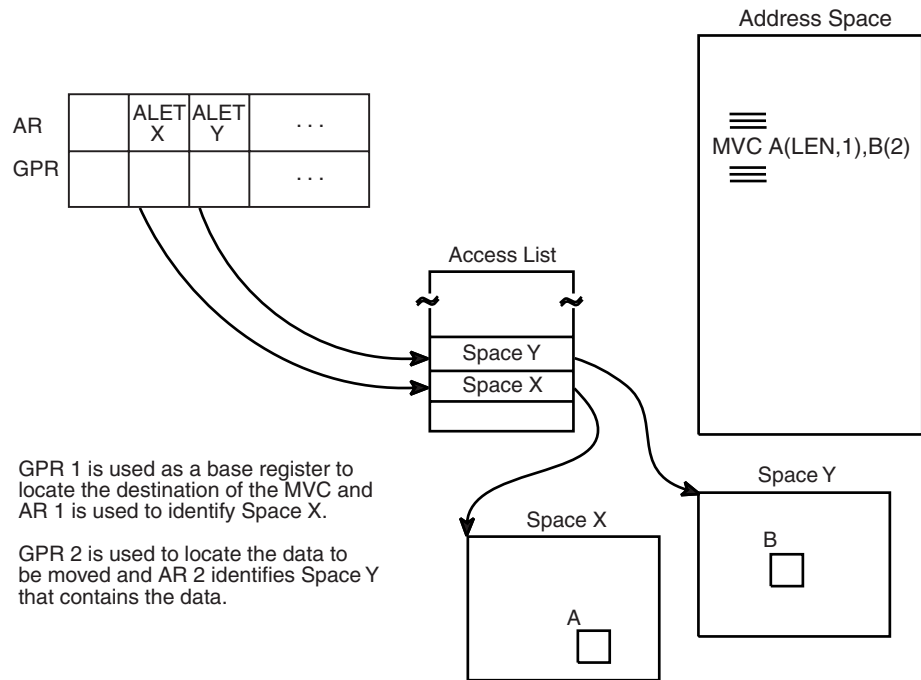 Address Space
AR
ALET X
ALET Y
. . .
GPR
. . .
MVC A(LEN,1),B(2)
Access List
Space Y
Space X
GPR 1 is used as a base register to
locate the destination of the MVC and
AR 1 is used to identify Space X.
GPR 2 is used to locate the data to
be moved and AR 2 identifies Space Y
that contains the data.
Space X
A
Space Y
B